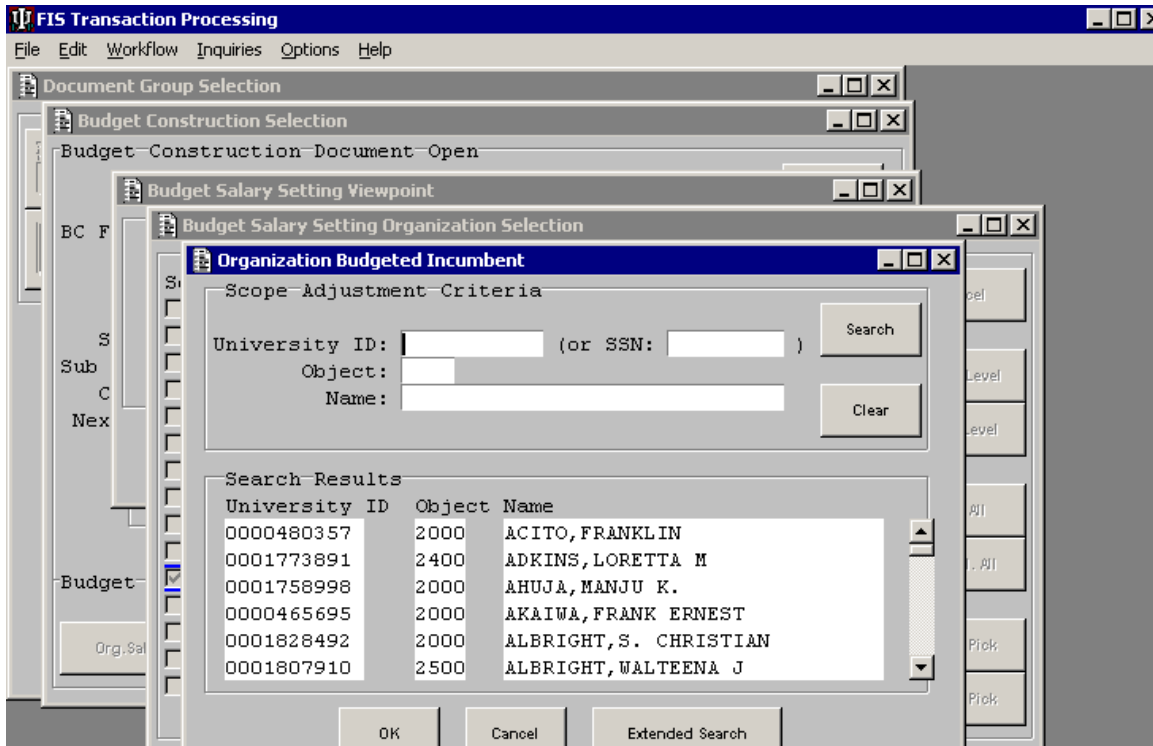 FIS Transaction Processing
File Edit Workflow Inquiries Options Help
Document Group Selection
Budget Construction Selection
Budget Construction Document Open
Budget Salary Setting Viewpoint
BC F
Budget Salary Setting Organization Selection
Organization Budgeted Incumbent
Scope Adjustment Criteria
University ID: (or SSN: )
Search
S
Object:
Sub
Level
C
Name:
Clear
Nex
Level
Search Results
University ID Object Name
0000480357 2000 ACITO,FRANKLIN
All
0001773891 2400 ADKINS,LORETTA M
0001758998 2000 AHUJA,MANJU K.
. All
Budget
0000465695 2000 AKAIWA,FRANK ERNEST
0001828492 2000 ALBRIGHT,S. CHRISTIAN
Org.Sal
Pick
0001807910 2500 ALBRIGHT,WALTEENA J
Pick
OK Cancel Extended Search